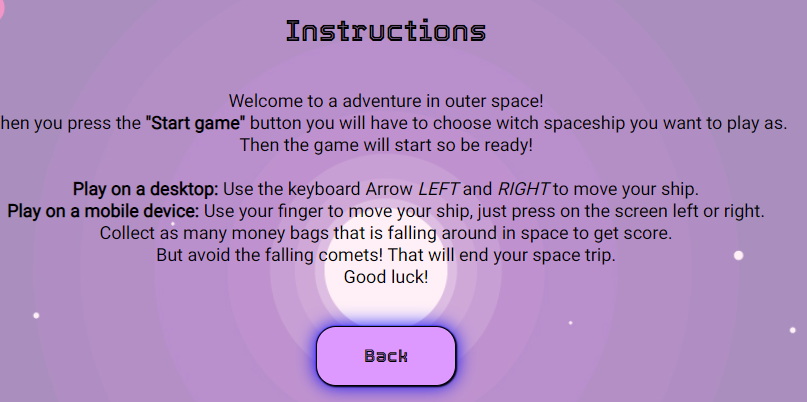 Instructions
Welcome to a adventure in outer space!
hen you press the "Start game" button you will have to choose witch spaceship you want to play as.
Then the game will start so be ready!
Play on a desktop: Use the keyboard Arrow LEFT and RIGHT to move your ship.
Play on a mobile device: Use your finger to move your ship, just press on the screen left or right.
Collect as many money bags that is falling around in space to get score.
But avoid the falling comets! That will end your space trip.
Good luck!
Back